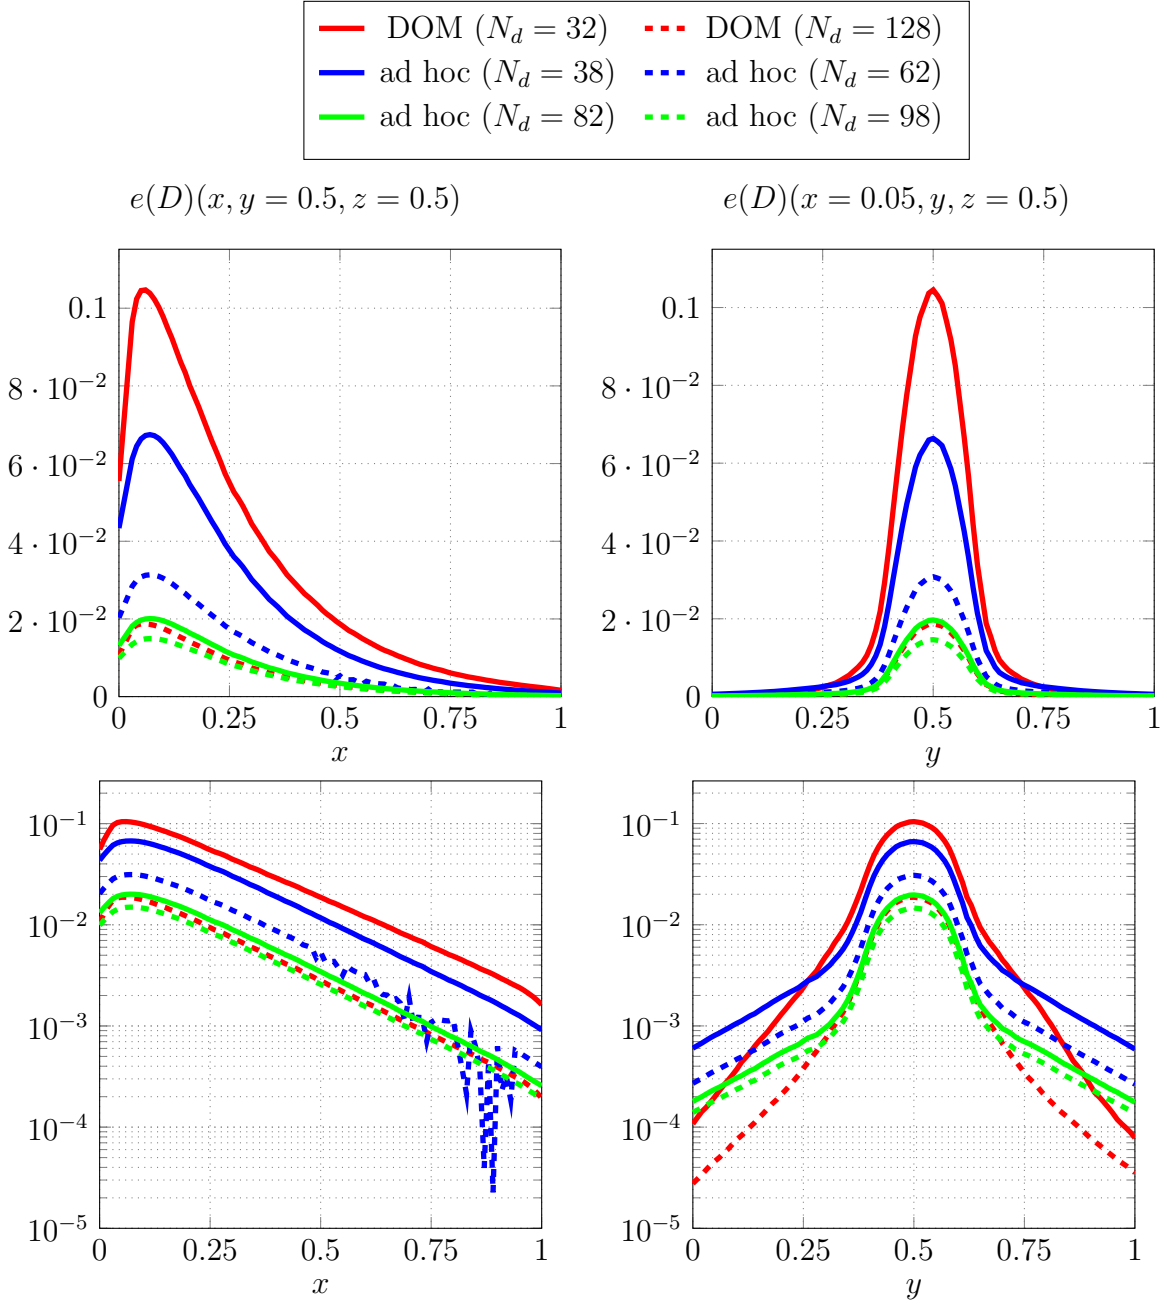 DOM (N_d = 32) DOM (N_d = 128)
ad hoc (N_d = 38) ad hoc (N_d = 62)
ad hoc (N_d = 82) ad hoc (N_d = 98)
e(D)(x, y = 0.5, z = 0.5)
0.1
8 · 10⁻²
6 · 10⁻²
4 · 10⁻²
2 · 10⁻²
0
0 0.25 0.5 0.75 1
x
e(D)(x = 0.05, y, z = 0.5)
0.1
8 · 10⁻²
6 · 10⁻²
4 · 10⁻²
2 · 10⁻²
0
0 0.25 0.5 0.75 1
y
10⁻¹
10⁻²
10⁻³
10⁻⁴
10⁻⁵
0 0.25 0.5 0.75 1
x
10⁻¹
10⁻²
10⁻³
10⁻⁴
10⁻⁵
0 0.25 0.5 0.75 1
y